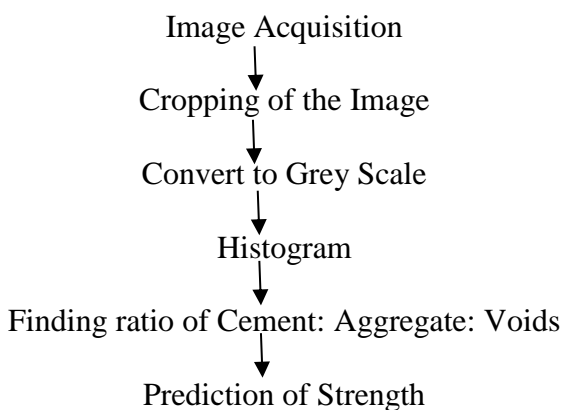 Image Acquisition
Cropping of the Image
Convert to Grey Scale
Histogram
Finding ratio of Cement: Aggregate: Voids
Prediction of Strength